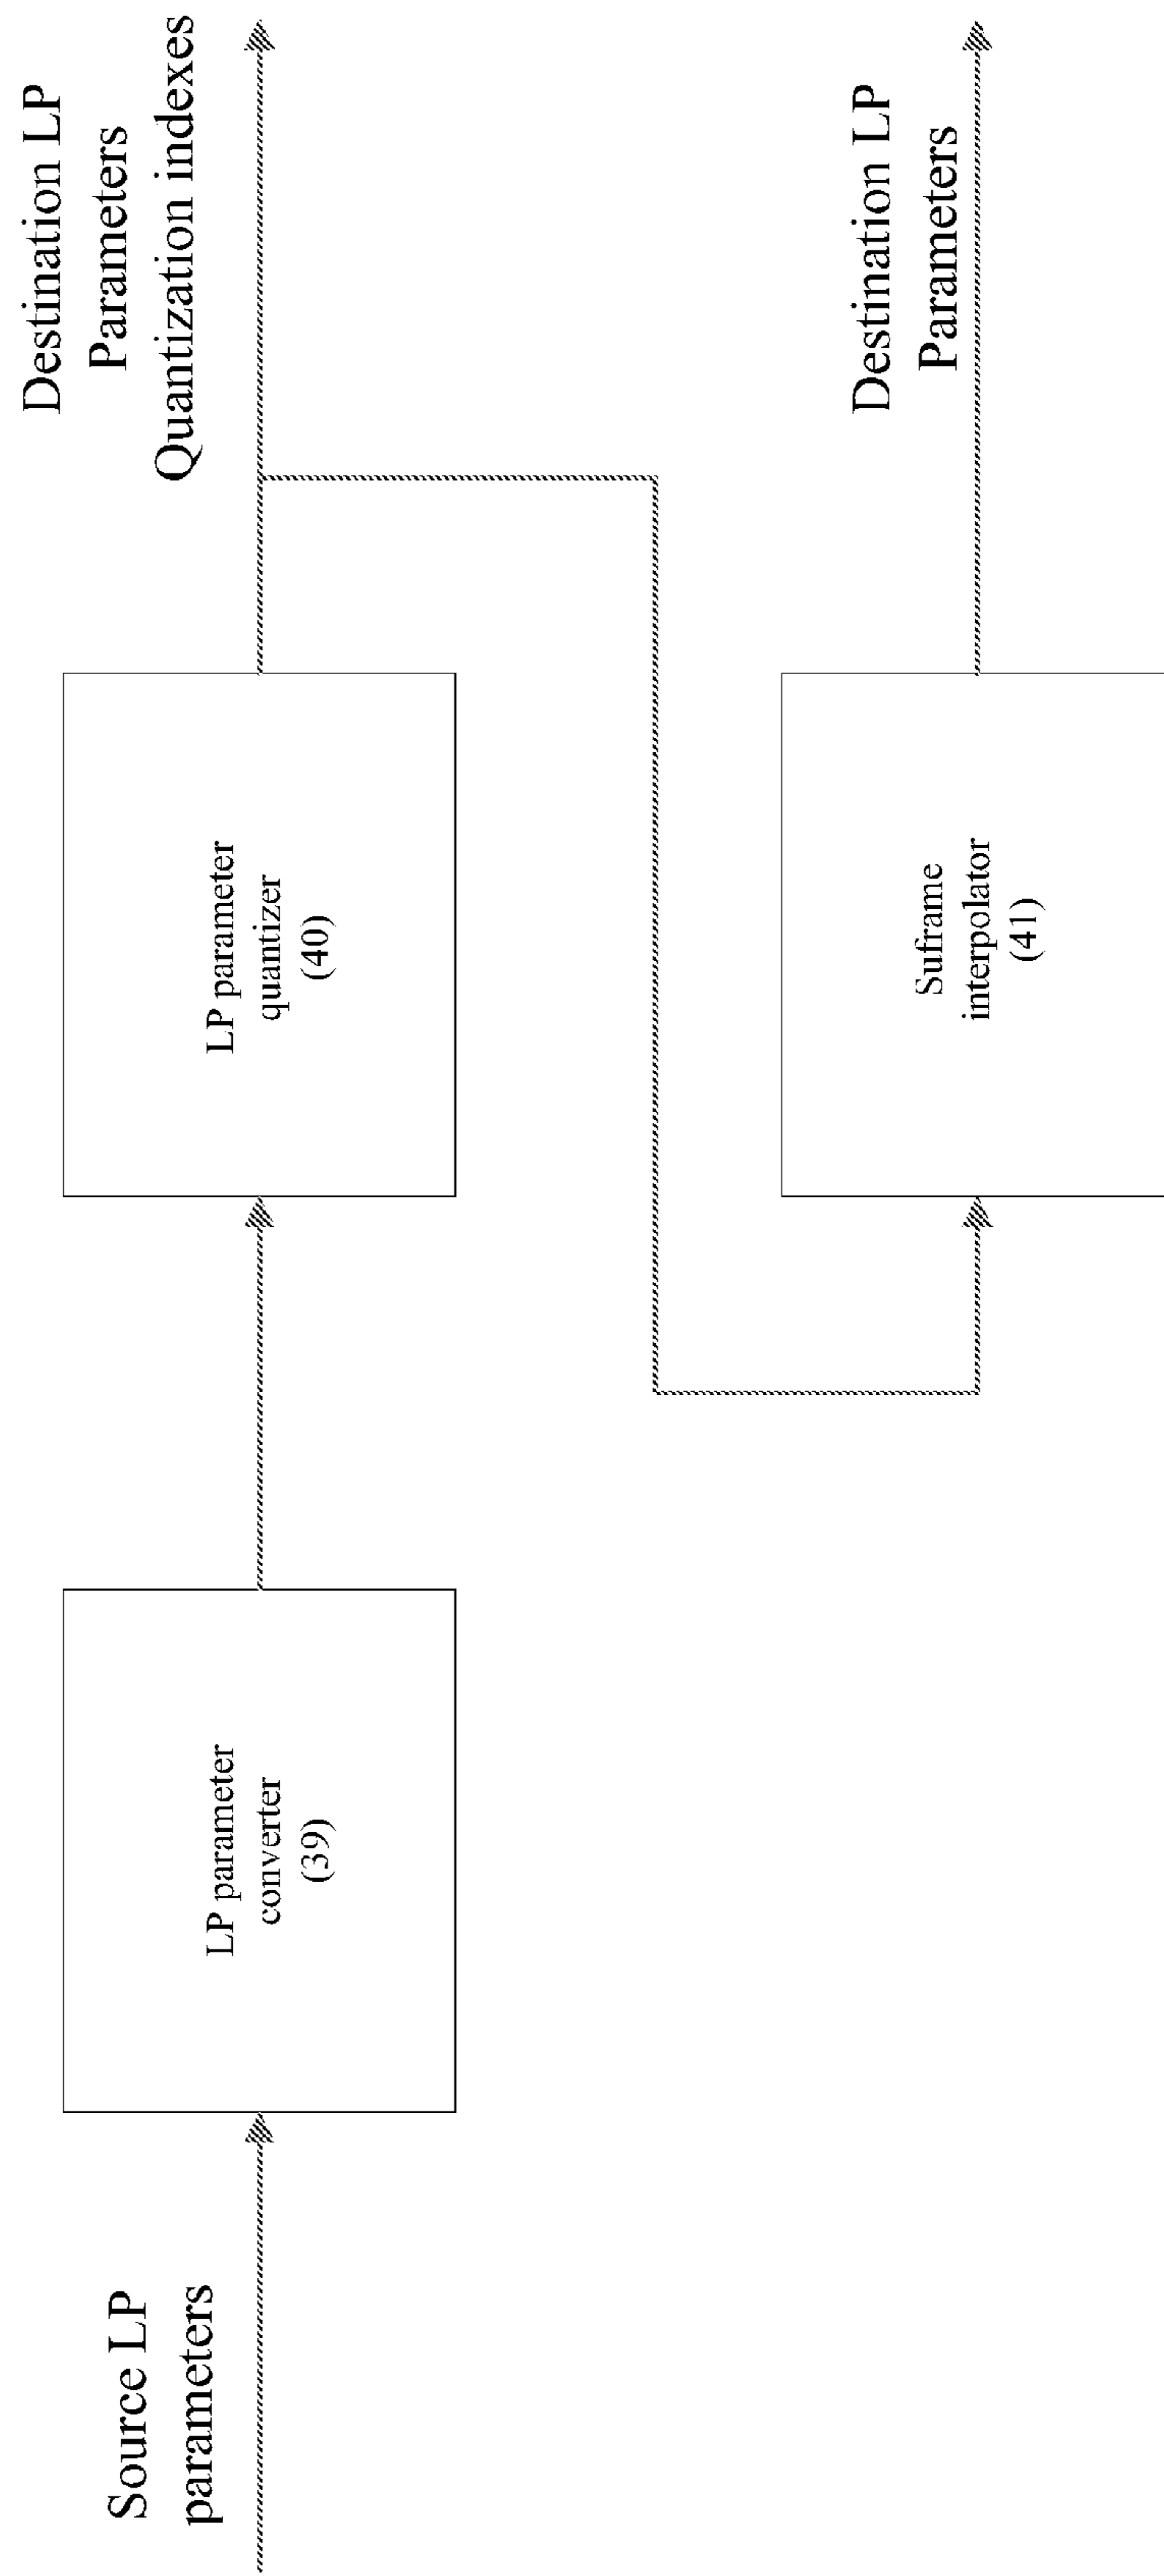 Source LP
parameters
LP parameter
converter
(39)
LP parameter
quantizer
(40)
Destination LP
Parameters
Quantization indexes
Suframe
interpolator
(41)
Destination LP
Parameters